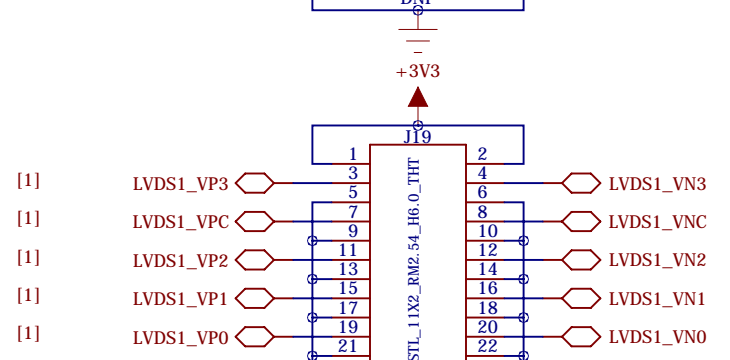 +3V3
J19
1 2
[1] LVDS1_VP3 3 4 LVDS1_VN3
5 6
[1] LVDS1_VPC 7 8 LVDS1_VNC
9 10
[1] LVDS1_VP2 11 12 LVDS1_VN2
13 14
[1] LVDS1_VP1 15 16 LVDS1_VN1
17 18
[1] LVDS1_VP0 19 20 LVDS1_VN0
21 22
STL_11X2_RM2.54_H6.0_THT